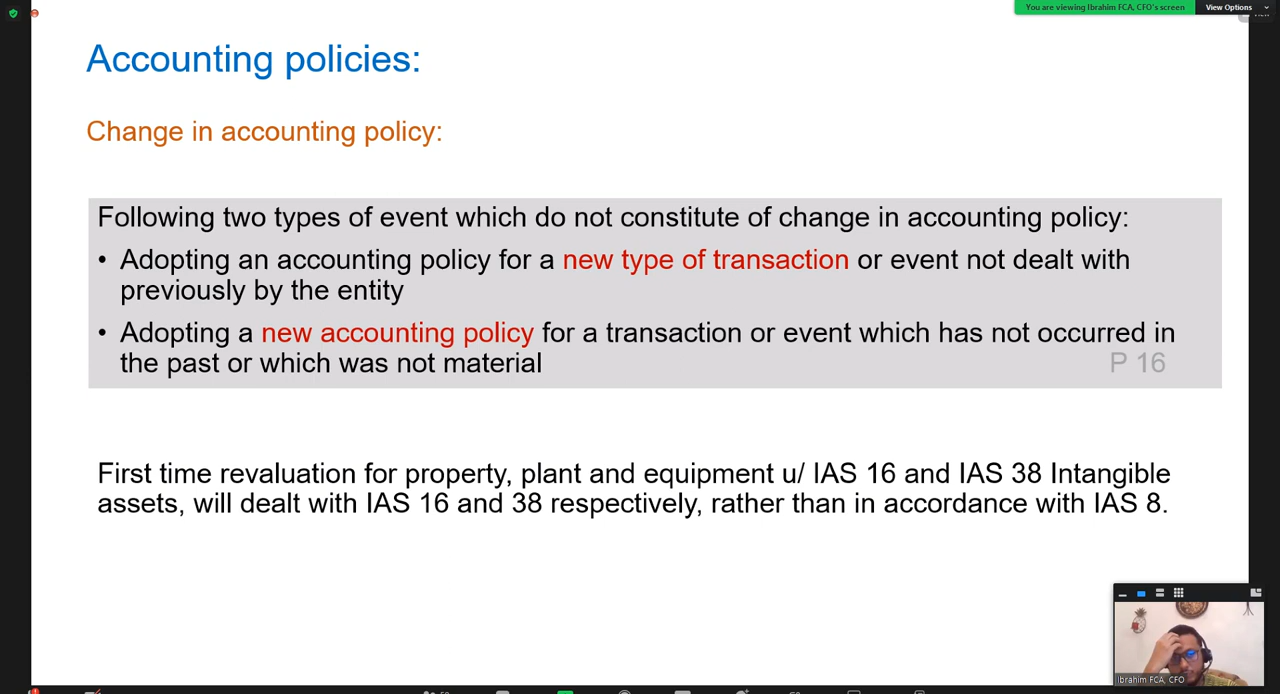 You are viewing Ibrahim FCA, CFO's screen
View Options
Accounting policies:
Change in accounting policy:
Following two types of event which do not constitute of change in accounting policy:
• Adopting an accounting policy for a new type of transaction or event not dealt with
previously by the entity
• Adopting a new accounting policy for a transaction or event which has not occurred in
the past or which was not material
P 16
First time revaluation for property, plant and equipment u/ IAS 16 and IAS 38 Intangible
assets, will dealt with IAS 16 and 38 respectively, rather than in accordance with IAS 8.
Ibrahim FCA, CFO